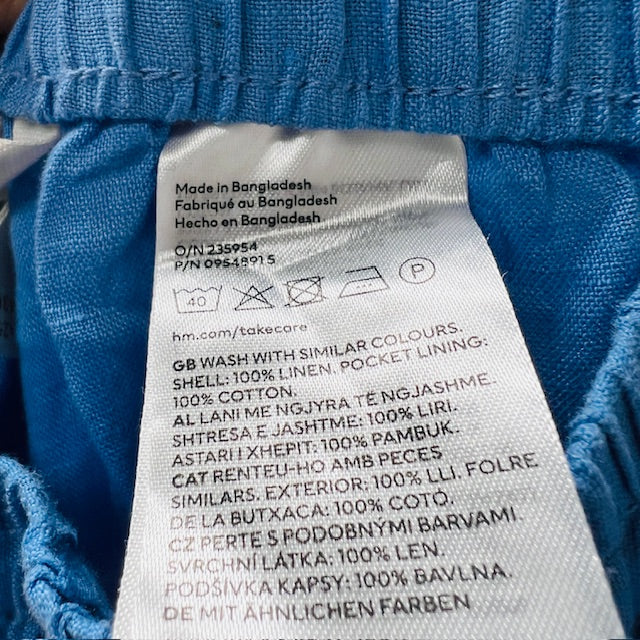 Made in Bangladesh
Fabriqué au Bangladesh
Hecho en Bangladesh
O/N 235954
P/N 0954891 5
40 P
hm.com/takecare
GB WASH WITH SIMILAR COLOURS.
SHELL: 100% LINEN. POCKET LINING:
100% COTTON.
AL LANI ME NGJYRA TË NGJASHME.
SHTRESA E JASHTME: 100% LIRI.
ASTARI I XHEPIT: 100% PAMBUK.
CAT RENTEU-HO AMB PECES
SIMILARS. EXTERIOR: 100% LLI. FOLRE
DE LA BUTXACA: 100% COTÓ.
CZ PERTE S PODOBNÝMI BARVAMI.
SVRCHNÍ LÁTKA: 100% LEN.
PODŠÍVKA KAPSY: 100% BAVLNA.
DE MIT ÄHNLICHEN FARBEN